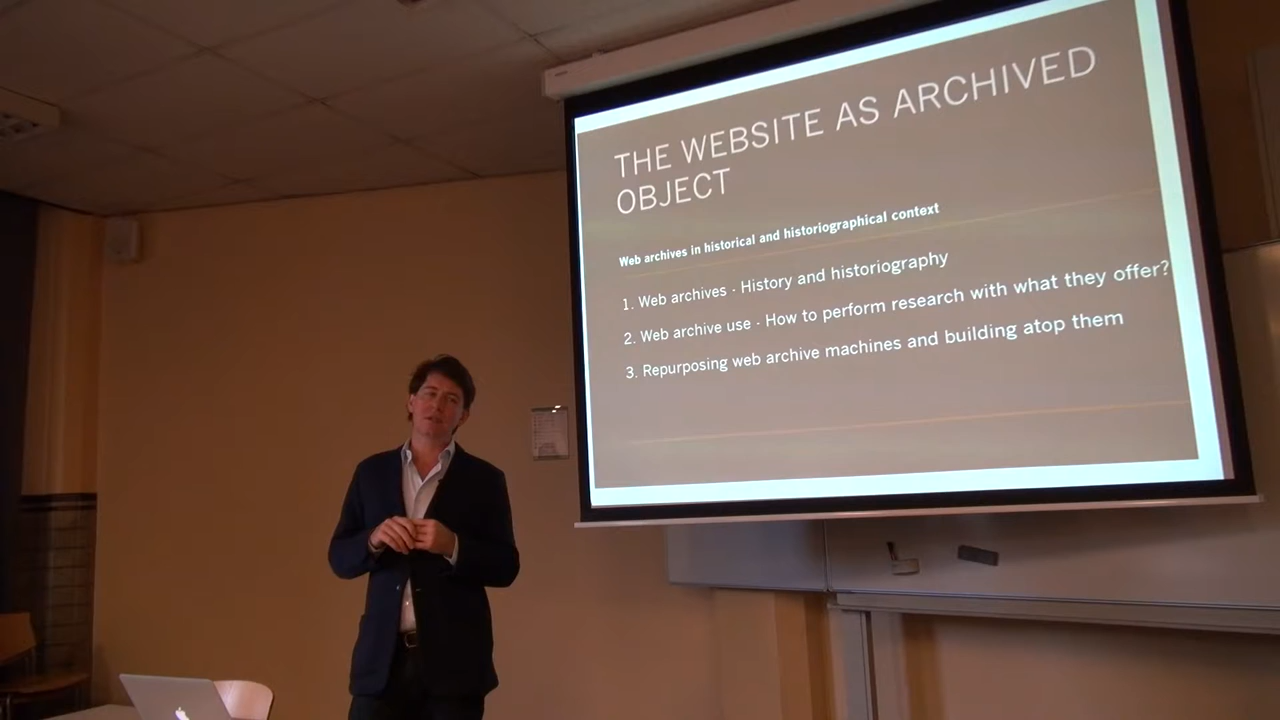 THE WEBSITE AS ARCHIVED
OBJECT
Web archives in historical and historiographical context
1. Web archives - History and historiography
2. Web archive use - How to perform research with what they offer?
3. Repurposing web archive machines and building atop them